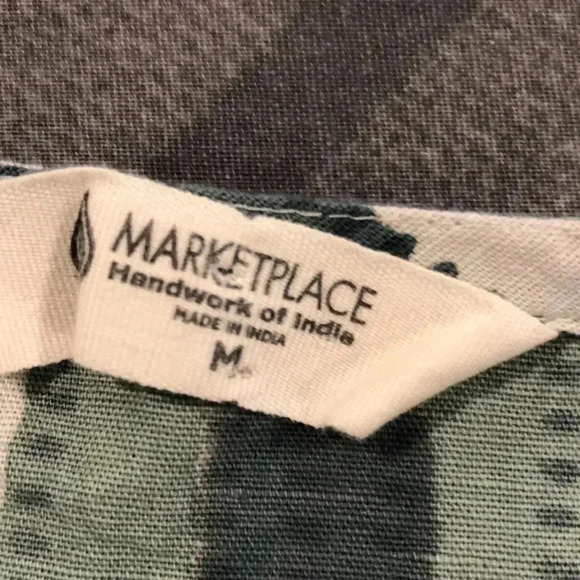 MARKETPLACE
Handwork of India
MADE IN INDIA
M